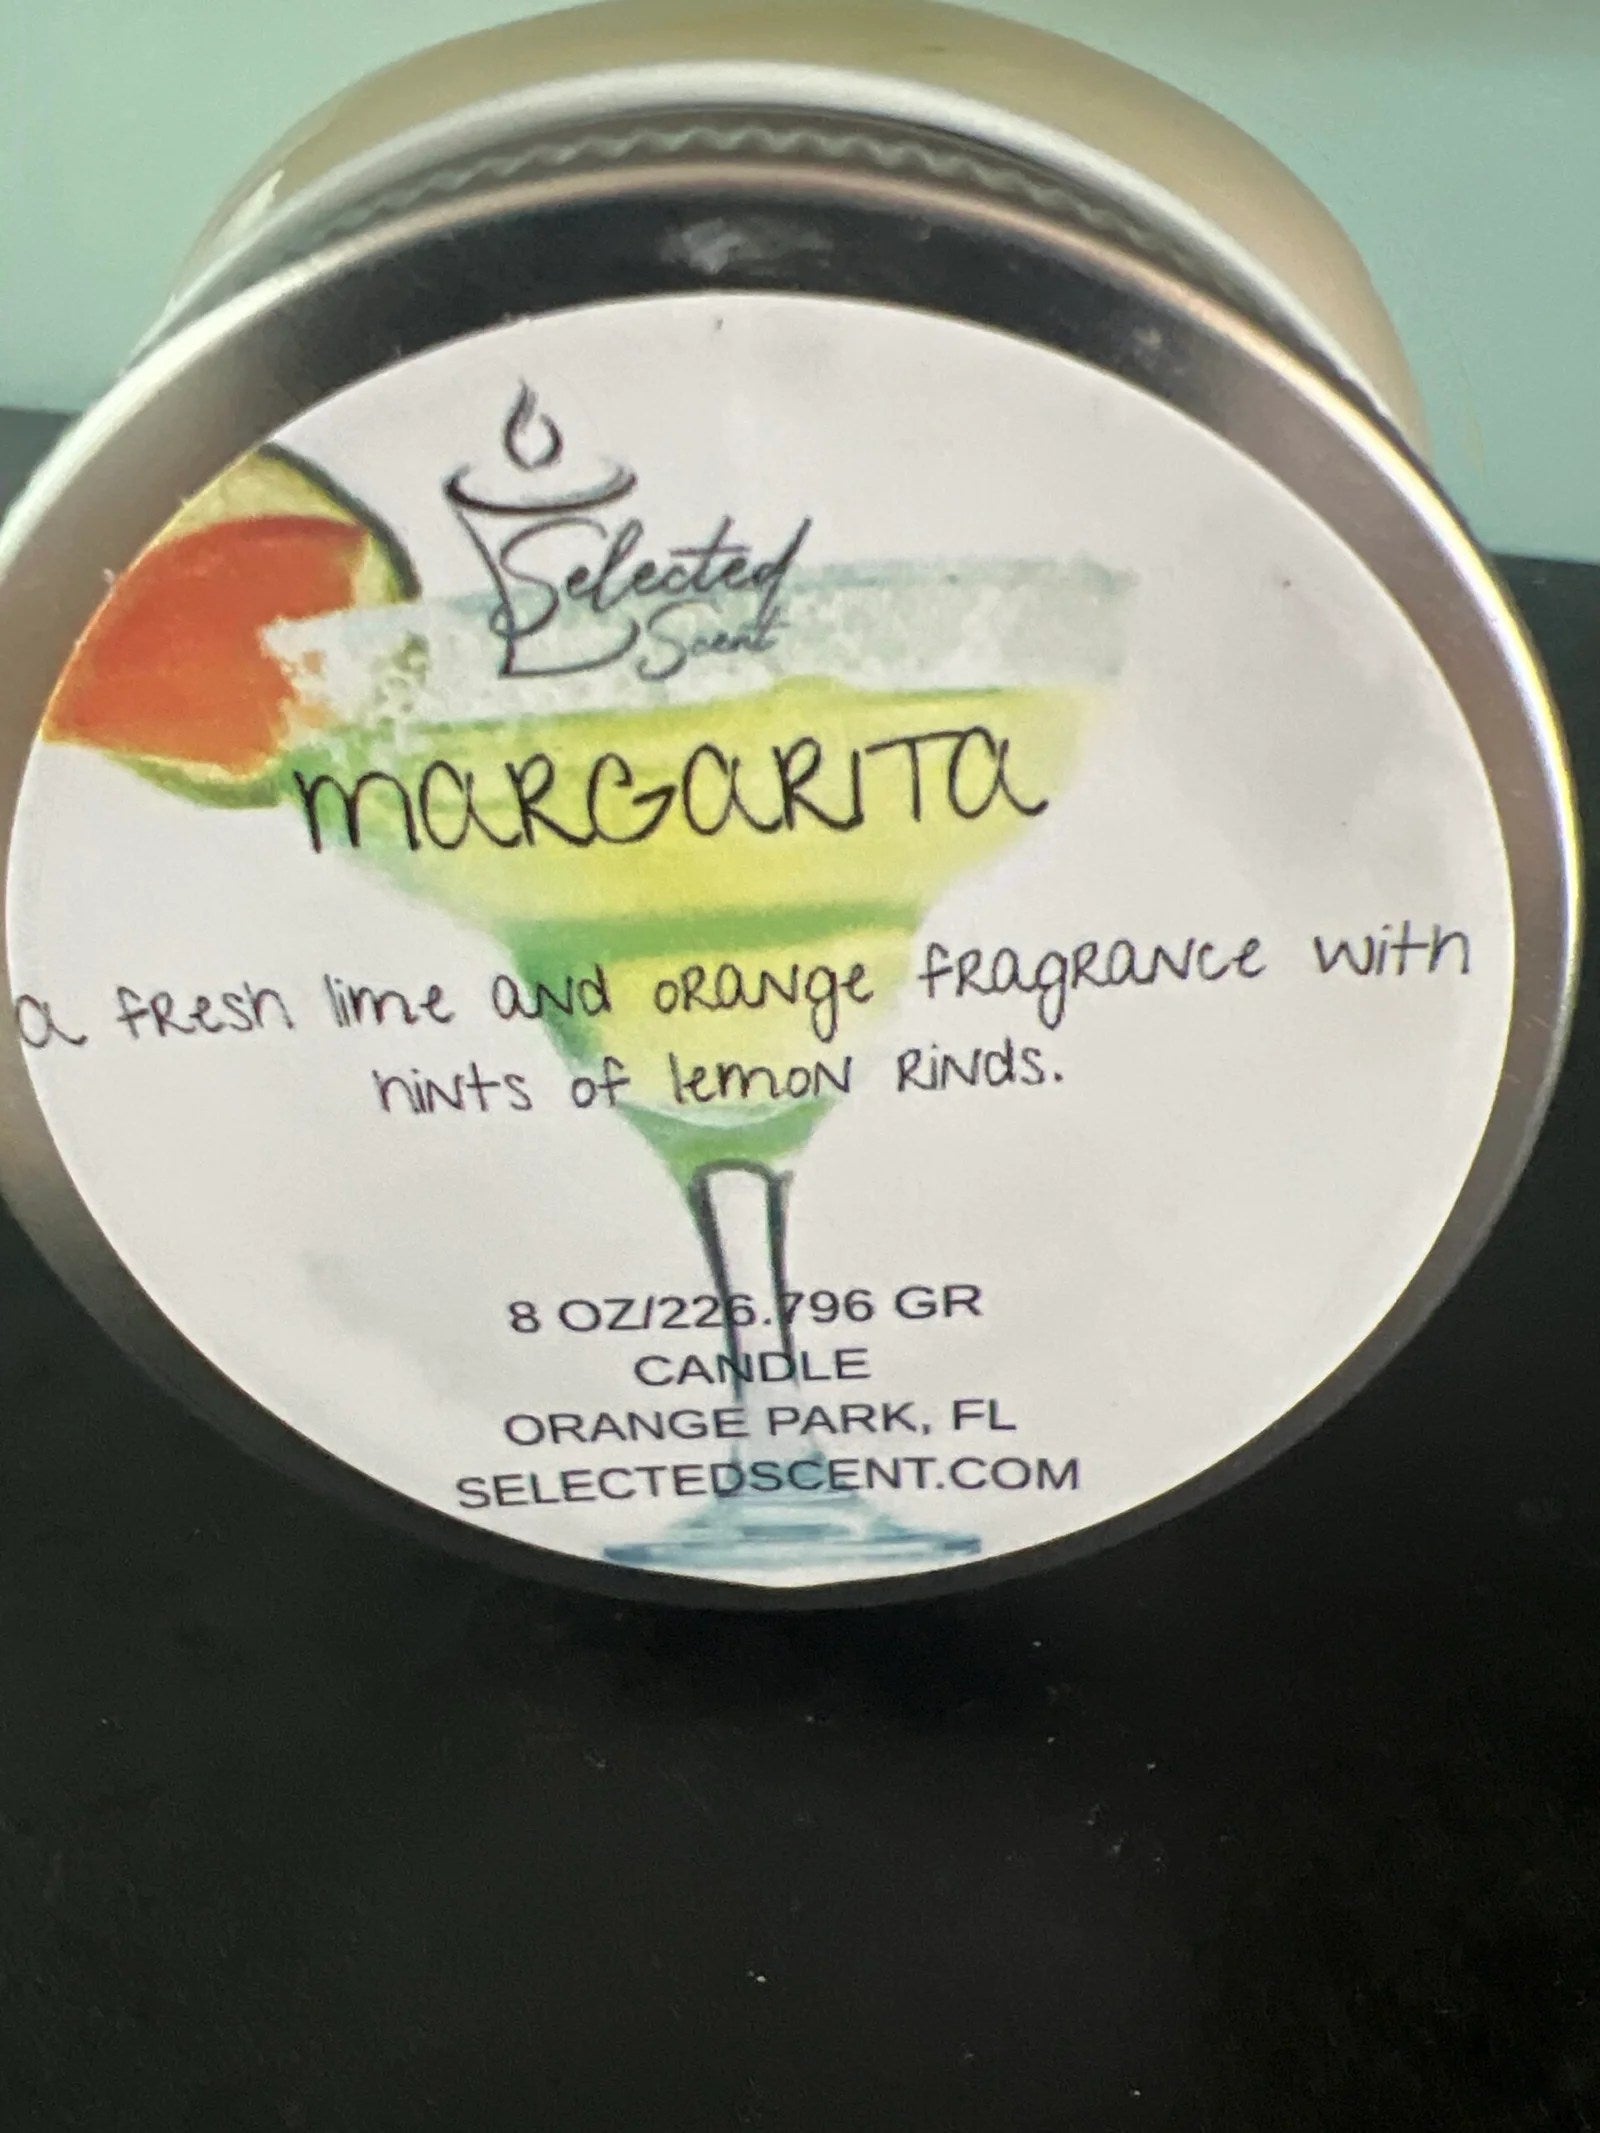 Selected
Scent
MARGARITA
a fresh lime and orange fragrance with
hints of lemon rinds.
8 OZ/226.796 GR
CANDLE
ORANGE PARK, FL
SELECTEDSCENT.COM